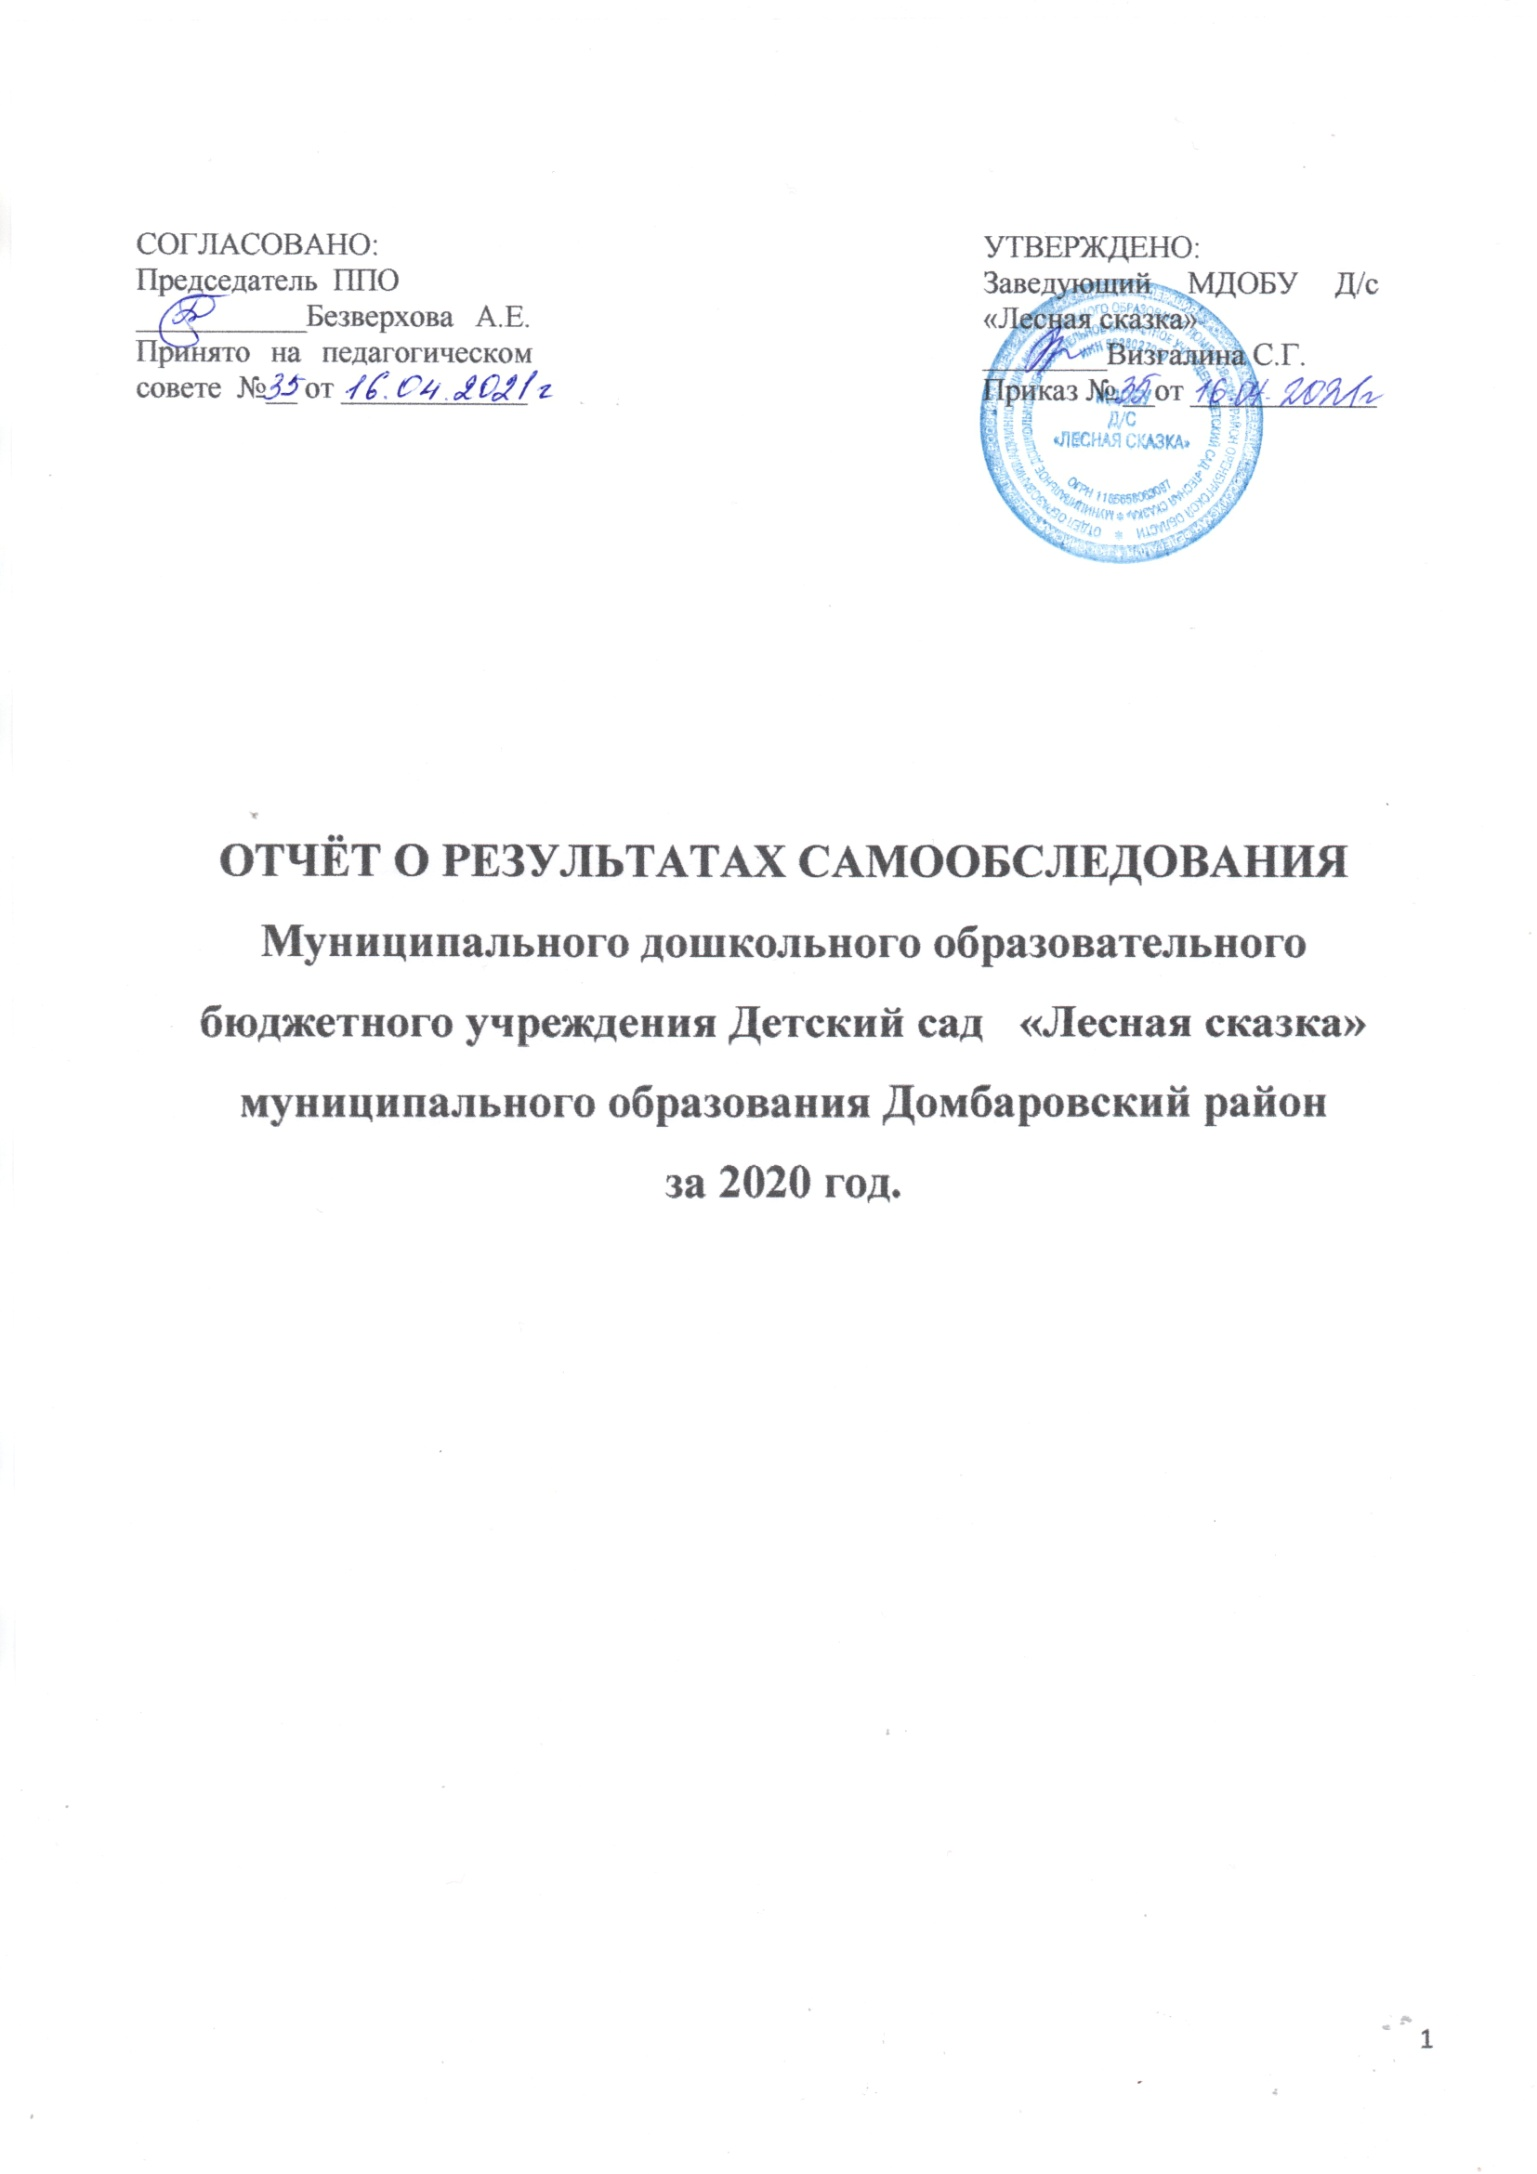 СОГЛАСОВАНО:
Председатель ППО
____________Безверхова А.Е.
Принято на педагогическом
совете №35 от 16.04.2021г
УТВЕРЖДЕНО:
Заведующий МДОБУ Д/с
«Лесная сказка»
_________Визгалина С.Г.
Приказ №35 от 16.04.2021г
Д/С
«ЛЕСНАЯ СКАЗКА»
ОТЧЁТ О РЕЗУЛЬТАТАХ САМООБСЛЕДОВАНИЯ
Муниципального дошкольного образовательного
бюджетного учреждения Детский сад «Лесная сказка»
муниципального образования Домбаровский район
за 2020 год.
1